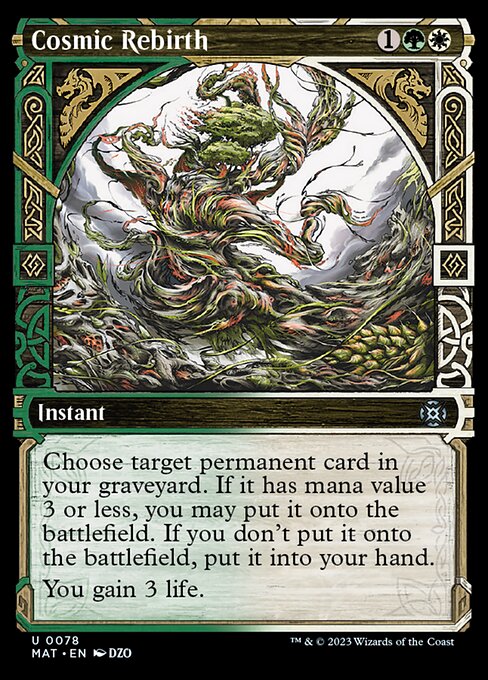 Cosmic Rebirth 1
Instant
Choose target permanent card in
your graveyard. If it has mana value
3 or less, you may put it onto the
battlefield. If you don't put it onto
the battlefield, put it into your hand.
You gain 3 life.
U 0078
MAT • EN DZO
™ & © 2023 Wizards of the Coast